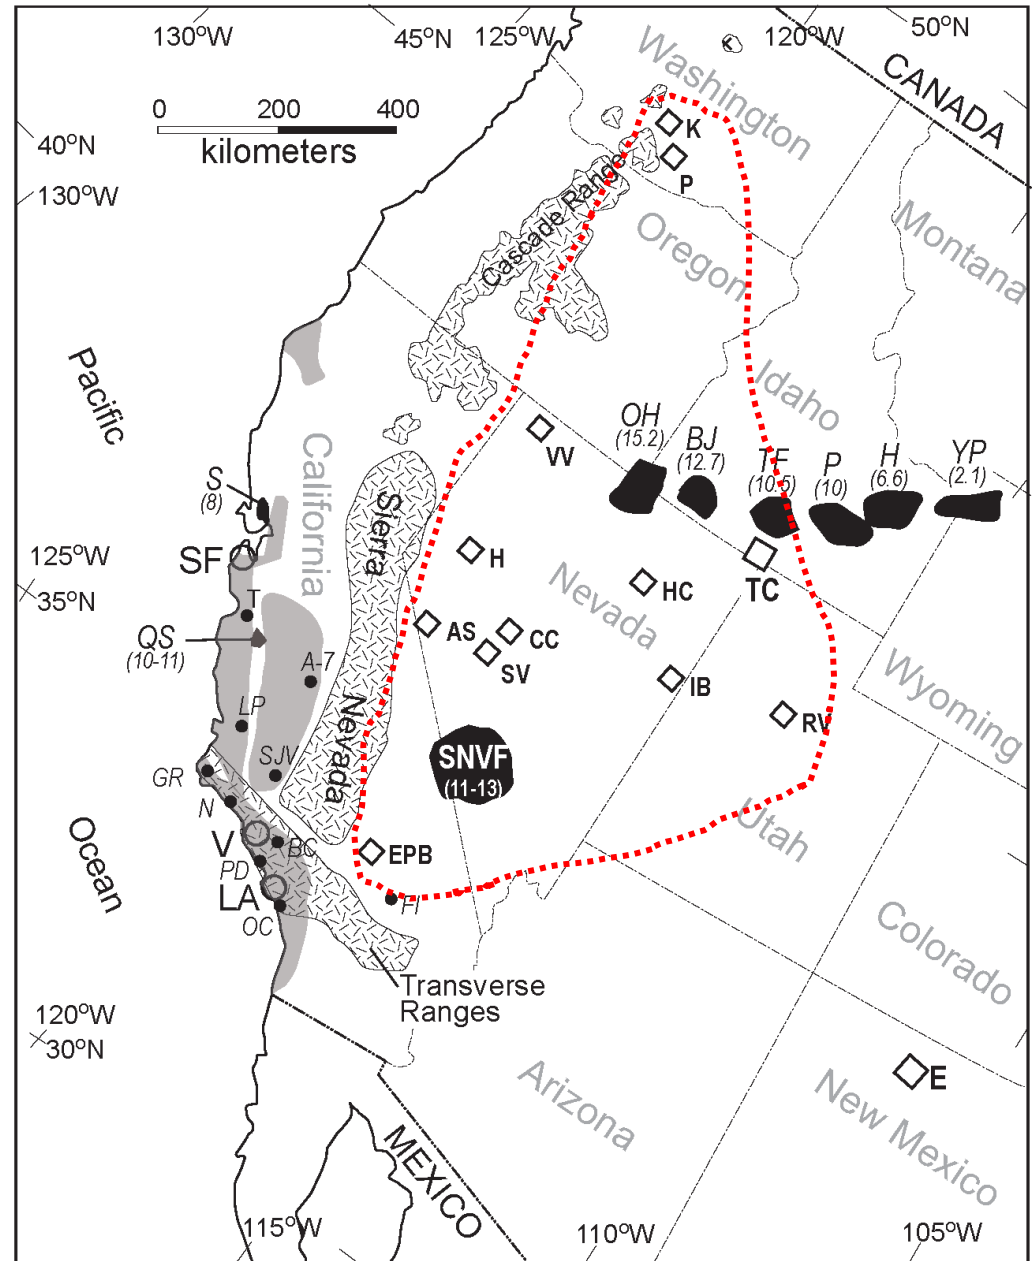 130°W
45°N
125°W
120°W
50°N
Washington
CANADA
0
200
400
kilometers
40°N
130°W
K
P
Cascade Range
Oregon
Montana
Pacific
Idaho
OH
(15.2)
BJ
(12.7)
TF
(10.5)
P
(10)
H
(6.6)
YP
(2.1)
VV
California
S
(8)
Sierra
SF
125°W
35°N
H
HC
TC
Nevada
T
AS
CC
SV
QS
(10-11)
A-7
IB
Wyoming
RV
LP
Nevada
SJV
SNVF
(11-13)
GR
N
Utah
Ocean
V
BC
EPB
PD
LA
FI
OC
Colorado
Transverse
Ranges
120°W
30°N
Arizona
E
New Mexico
MEXICO
115°W
110°W
105°W